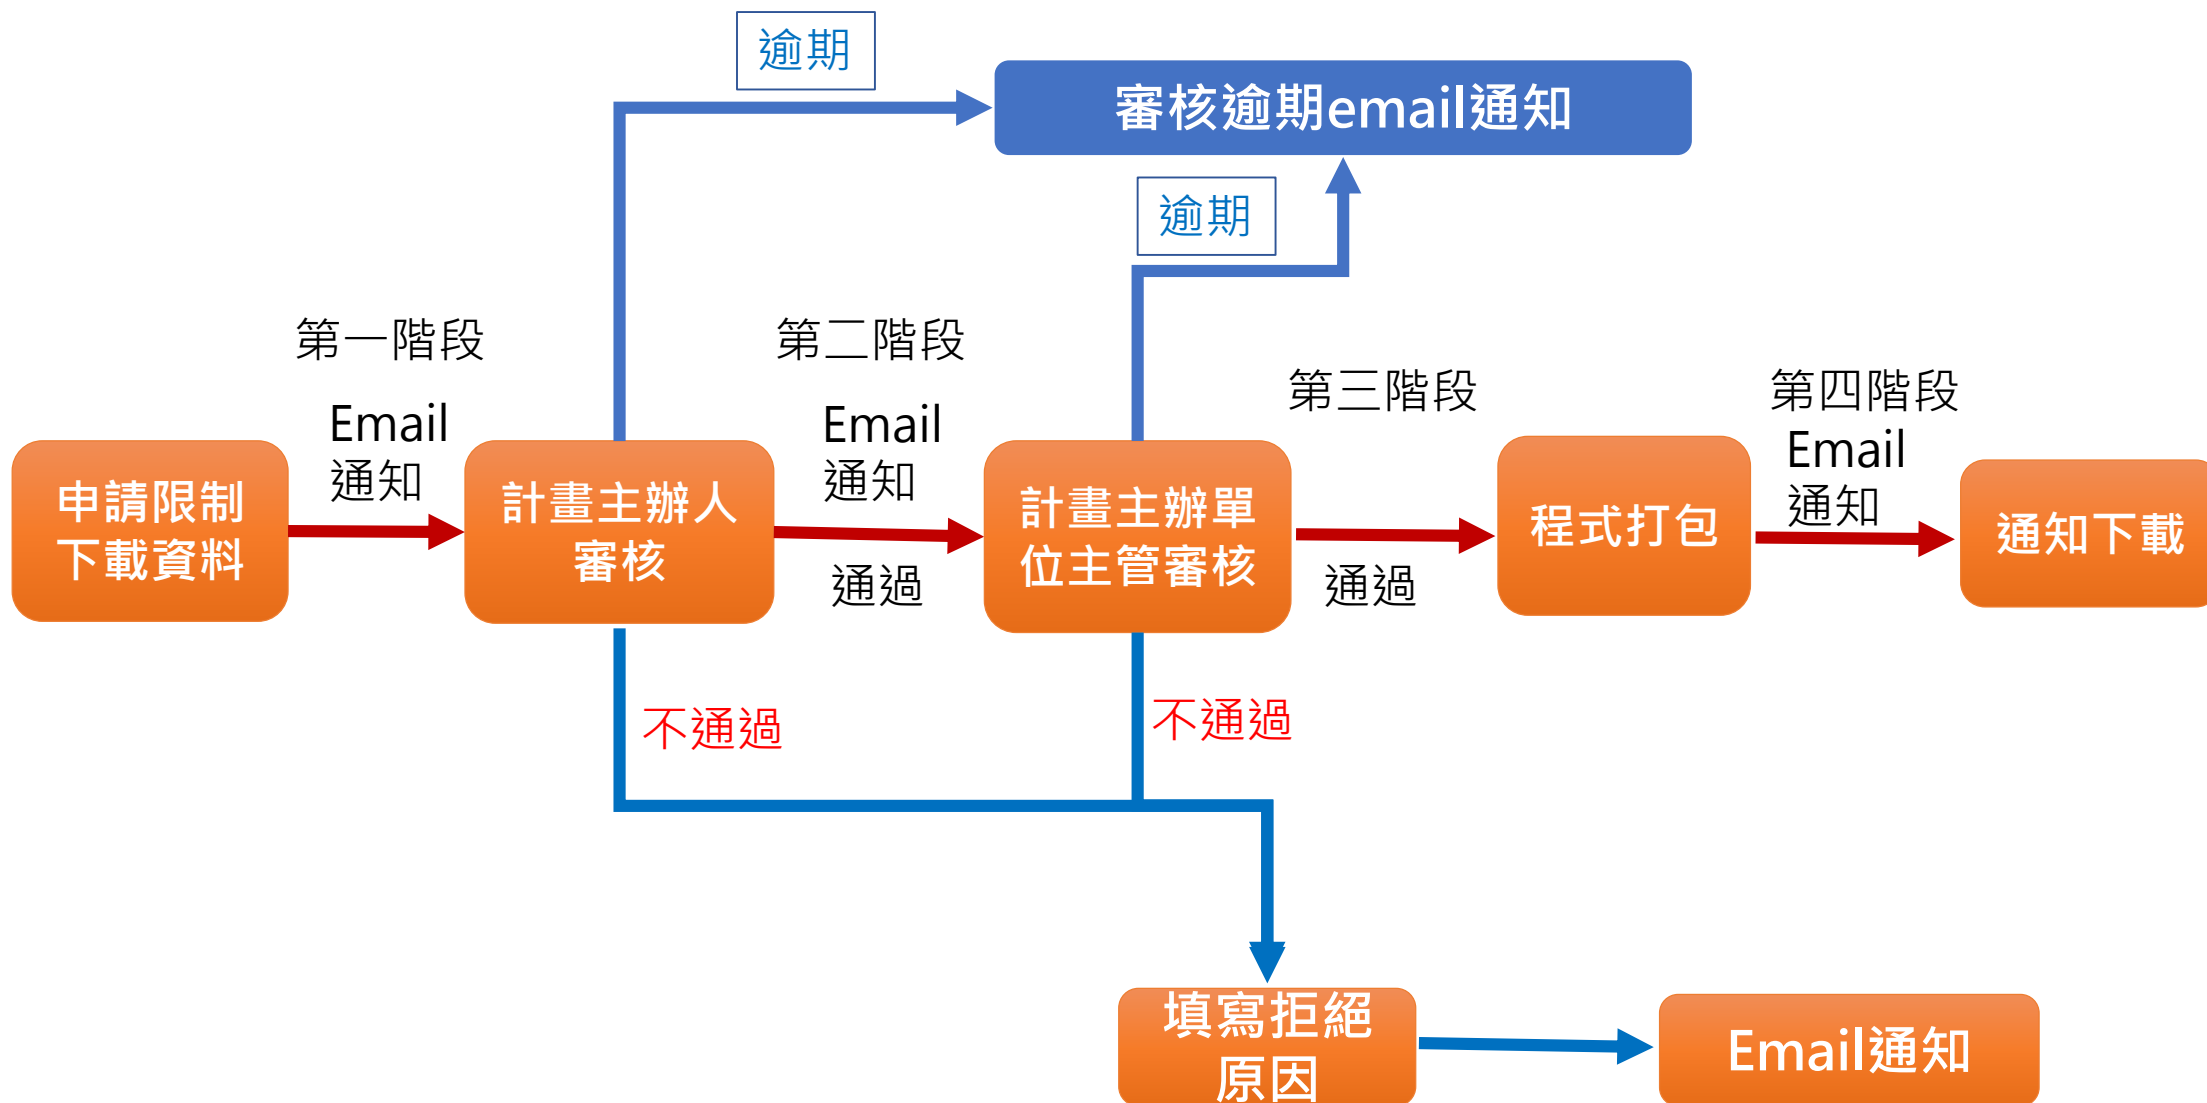 逾期
審核逾期email通知
逾期
第一階段
第二階段
第三階段
第四階段
Email
通知
Email
通知
Email
通知
申請限制
下載資料
計畫主辦人
審核
計畫主辦單
位主管審核
程式打包
通知下載
通過
通過
不通過
不通過
填寫拒絕
原因
Email通知